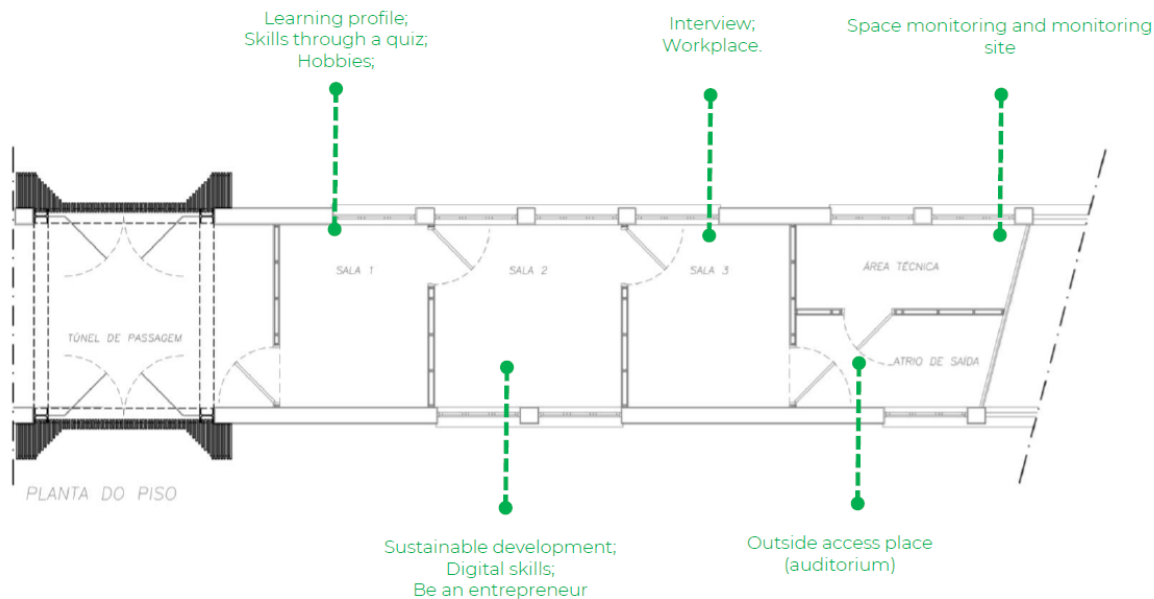 Learning profile;
Skills through a quiz;
Hobbies;
Interview;
Workplace.
Space monitoring and monitoring
site
SALA 1
SALA 2
SALA 3
ÁREA TÉCNICA
TÚNEL DE PASSAGEM
ATRIO DE SAÍDA
PLANTA DO PISO
Sustainable development;
Digital skills;
Be an entrepreneur
Outside access place
(auditorium)